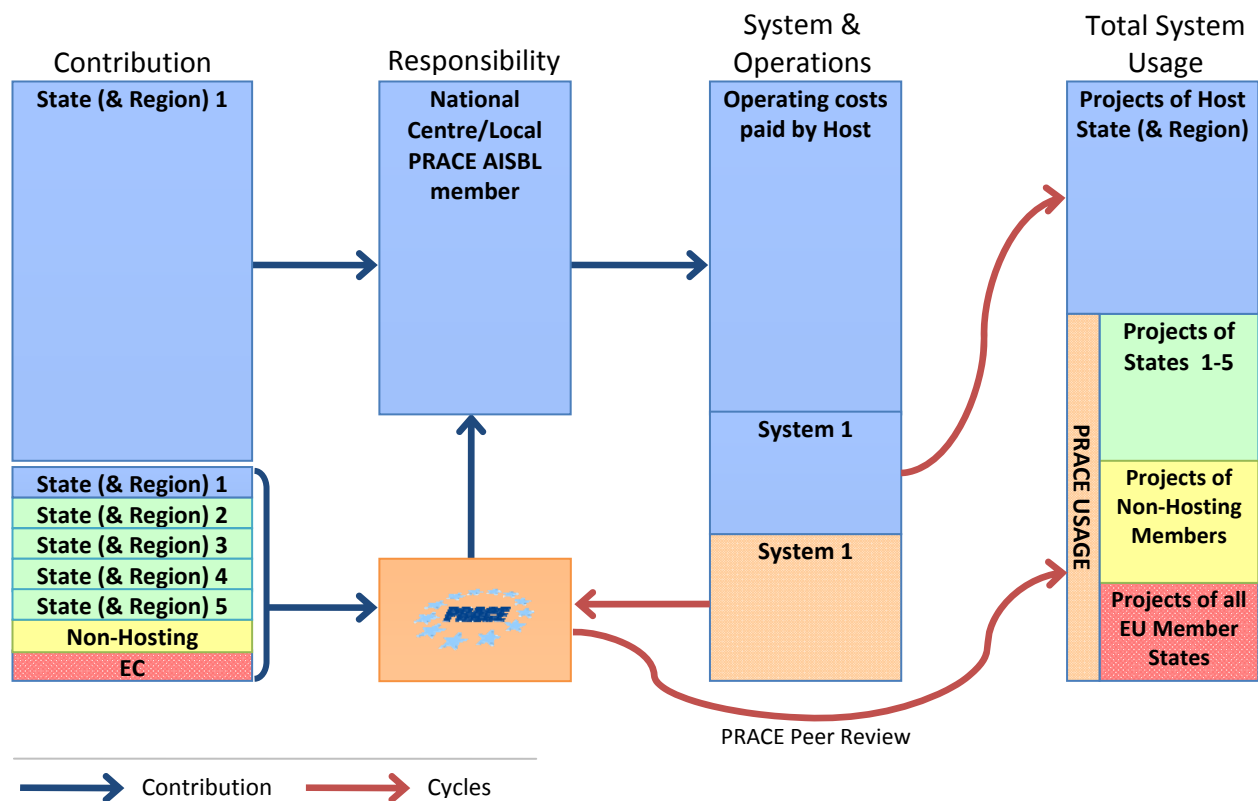 Contribution
Responsibility
System &
Operations
Total System
Usage
State (& Region) 1
National
Centre/Local
PRACE AISBL
member
Operating costs
paid by Host
Projects of Host
State (& Region)
Projects of
States 1-5
System 1
PRACE USAGE
State (& Region) 1
State (& Region) 2
State (& Region) 3
State (& Region) 4
State (& Region) 5
Non-Hosting
EC
PRACE
System 1
Projects of
Non-Hosting
Members
Projects of all
EU Member
States
PRACE Peer Review
Contribution
Cycles